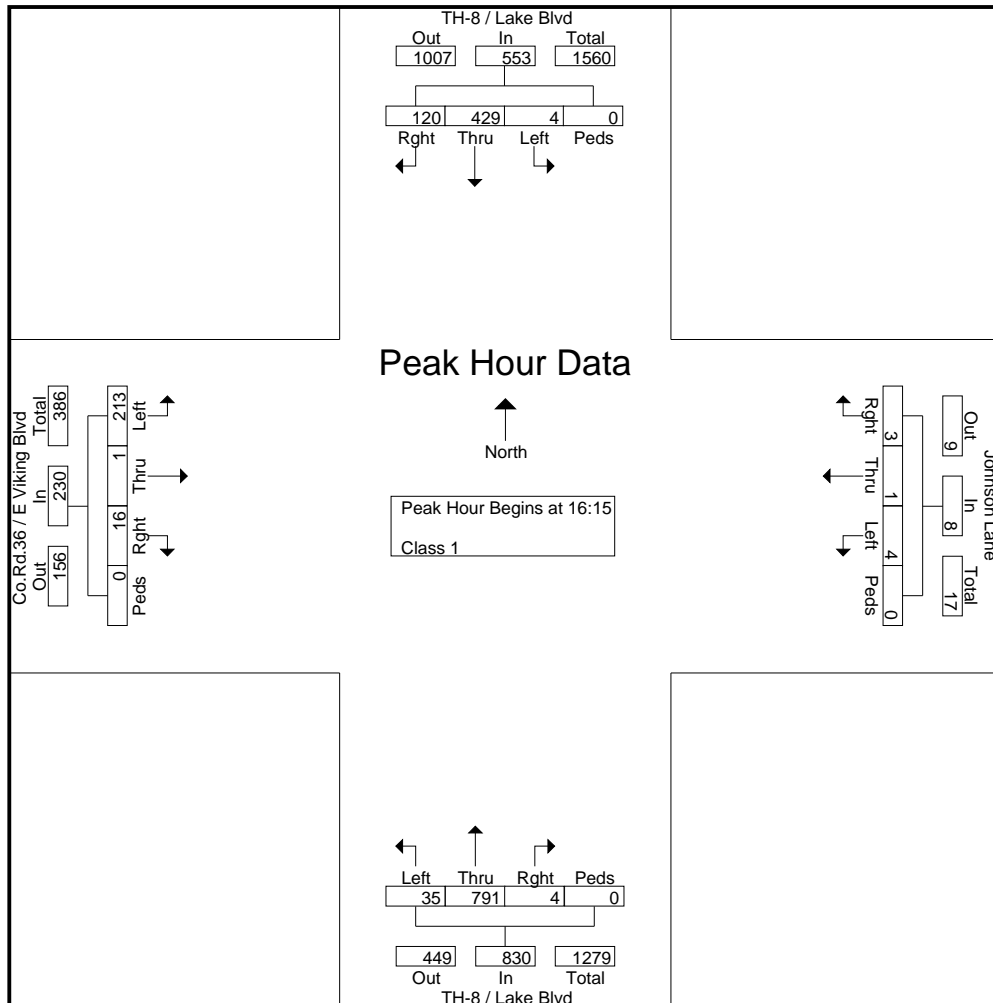 TH-8 / Lake Blvd
Out In Total
1007 553 1560
120 429 4 0
Rght Thru Left Peds
Peak Hour Data
North
Peak Hour Begins at 16:15
Class 1
Co.Rd.36 / E Viking Blvd
Total In Out
386 230 156
213 1 16 0
Left Thru Rght Peds
Rght Thru Left Peds
3 1 4 0
9 8 17
Out In Total
Johnson Lane
Left Thru Rght Peds
35 791 4 0
449 830 1279
Out In Total
TH-8 / Lake Blvd